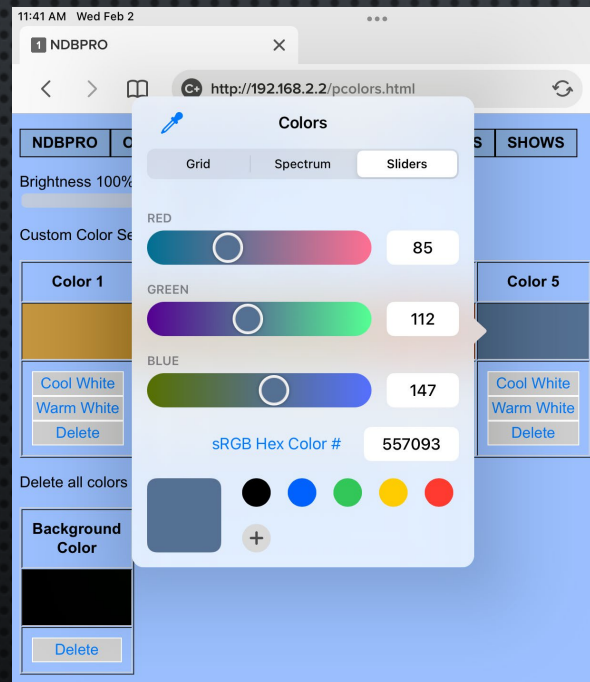 11:41 AM Wed Feb 2
1 NDBPRO
http://192.168.2.2/pcolors.html
Colors
NDBPRO
SHOWS
Brightness 100%
Grid Spectrum Sliders
RED
85
Custom Color Se
Color 1
Color 5
GREEN
112
BLUE
147
Cool White
Warm White
Delete
Cool White
Warm White
Delete
sRGB Hex Color # 557093
Delete all colors
Background
Color
Delete